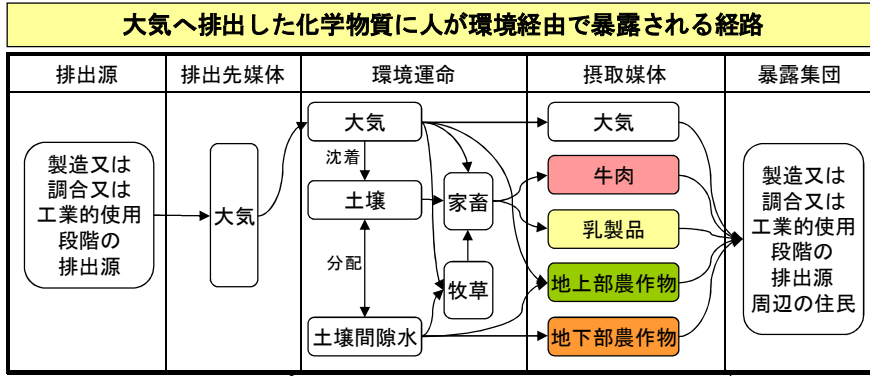 大気へ排出した化学物質に人が環境経由で暴露される経路
排出源
排出先媒体
環境運命
摂取媒体
暴露集団
製造又は
調合又は
工業的使用
段階の
排出源
大気
大気
沈着
土壌
分配
土壌間隙水
家畜
牧草
大気
牛肉
乳製品
地上部農作物
地下部農作物
製造又は
調合又は
工業的使用
段階の
排出源
周辺の住民